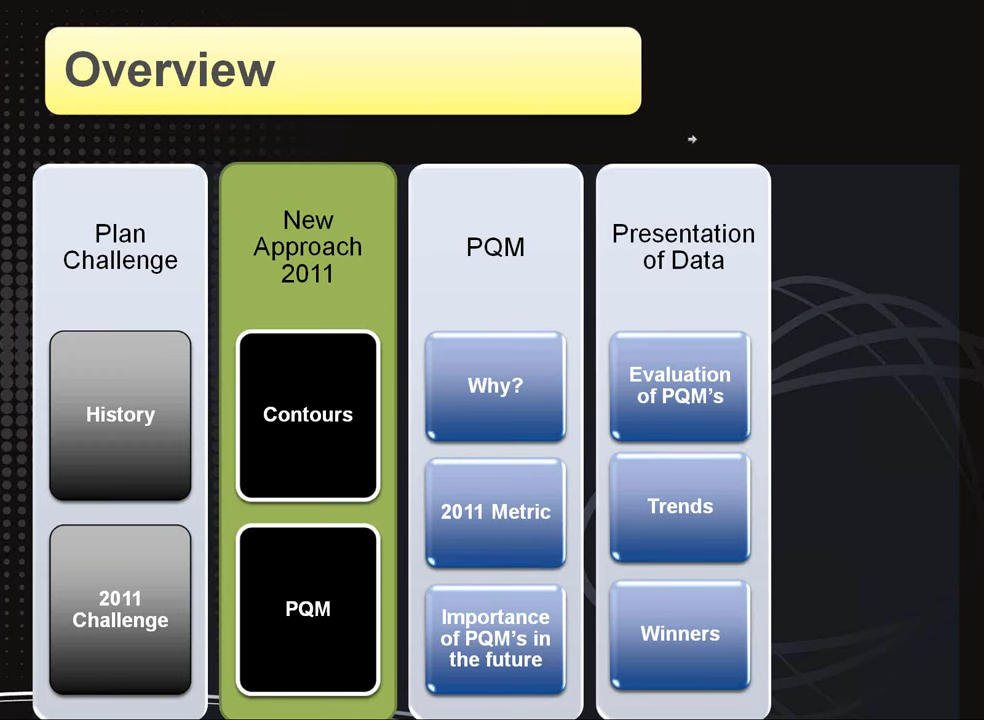 Overview
Plan
Challenge
History
2011
Challenge
New
Approach
2011
Contours
PQM
PQM
Why?
2011 Metric
Importance
of PQM's in
the future
Presentation
of Data
Evaluation
of PQM's
Trends
Winners